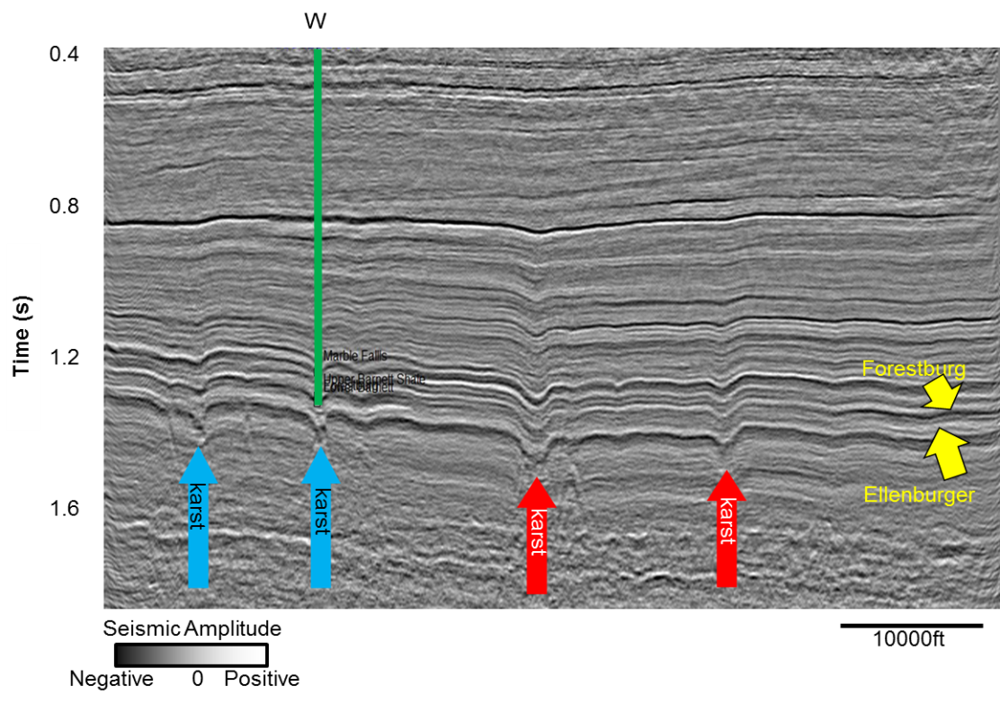 W
0.4
0.8
1.2
1.6
Time (s)
Marble Fallls
Upper Barnett Shale
Forestburg
Ellenburger
karst
karst
karst
karst
Seismic Amplitude
Negative 0 Positive
10000ft